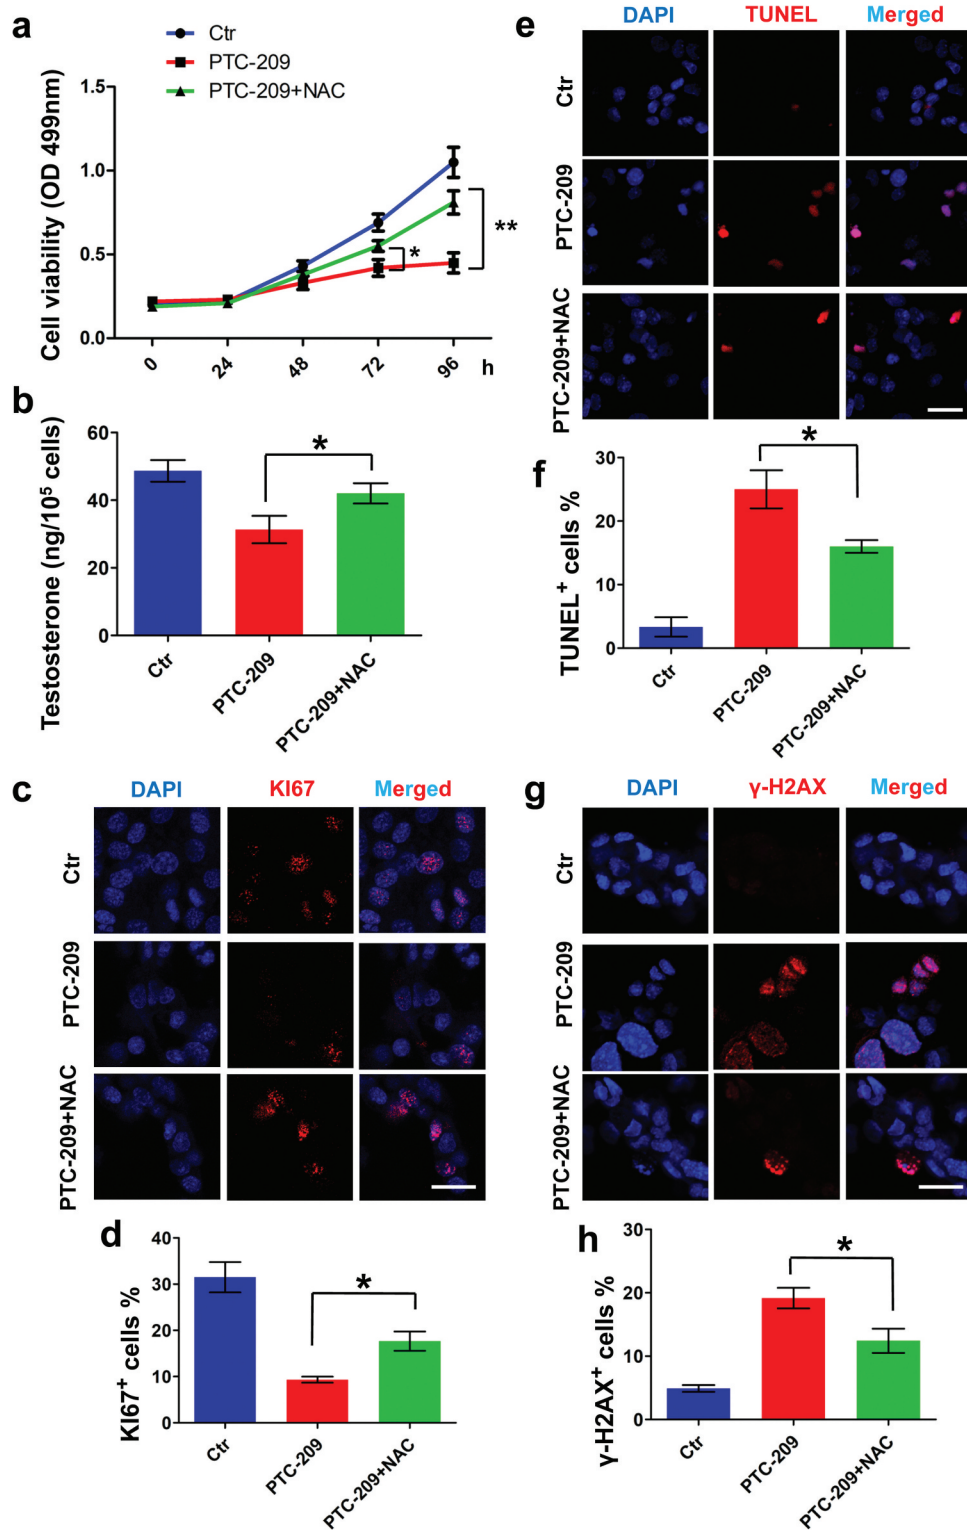 a
Ctr
PTC-209
PTC-209+NAC
Cell viability (OD 499nm)
1.5
1.0
0.5
0.0
*
**
0
24
48
72
96
h
b
Testosterone (ng/10⁵ cells)
60
40
20
0
*
Ctr
PTC-209
PTC-209+NAC
c
DAPI
KI67
Merged
Ctr
PTC-209
PTC-209+NAC
d
KI67⁺ cells %
40
30
20
10
0
*
Ctr
PTC-209
PTC-209+NAC
e
DAPI
TUNEL
Merged
Ctr
PTC-209
PTC-209+NAC
f
TUNEL⁺ cells %
30
20
10
0
*
Ctr
PTC-209
PTC-209+NAC
g
DAPI
γ-H2AX
Merged
Ctr
PTC-209
PTC-209+NAC
h
γ-H2AX⁺ cells %
30
20
10
0
*
Ctr
PTC-209
PTC-209+NAC